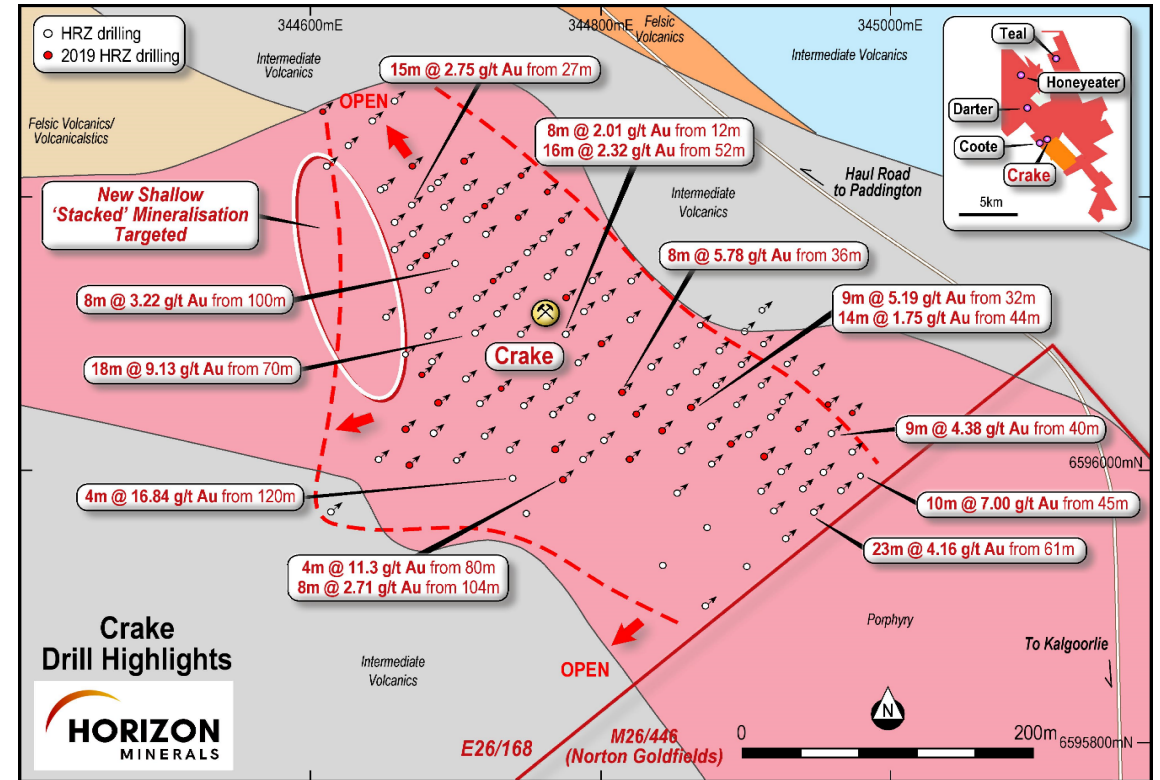 344600mE
344800mE
345000mE
HRZ drilling
2019 HRZ drilling
Intermediate
Volcanics
Felsic
Volcanics
Intermediate Volcanics
Teal
Honeyeater
Darter
Coote
Crake
5km
15m @ 2.75 g/t Au from 27m
OPEN
Felsic Volcanics/
Volcanicalstics
8m @ 2.01 g/t Au from 12m
16m @ 2.32 g/t Au from 52m
Haul Road
to Paddington
Intermediate
Volcanics
New Shallow
‘Stacked’ Mineralisation
Targeted
8m @ 5.78 g/t Au from 36m
8m @ 3.22 g/t Au from 100m
9m @ 5.19 g/t Au from 32m
14m @ 1.75 g/t Au from 44m
Crake
18m @ 9.13 g/t Au from 70m
9m @ 4.38 g/t Au from 40m
6596000mN
4m @ 16.84 g/t Au from 120m
10m @ 7.00 g/t Au from 45m
23m @ 4.16 g/t Au from 61m
4m @ 11.3 g/t Au from 80m
8m @ 2.71 g/t Au from 104m
Porphyry
Crake
Drill Highlights
To Kalgoorlie
Intermediate
Volcanics
OPEN
HORIZON
MINERALS
N
0
200m
E26/168
M26/446
(Norton Goldfields)
6595800mN